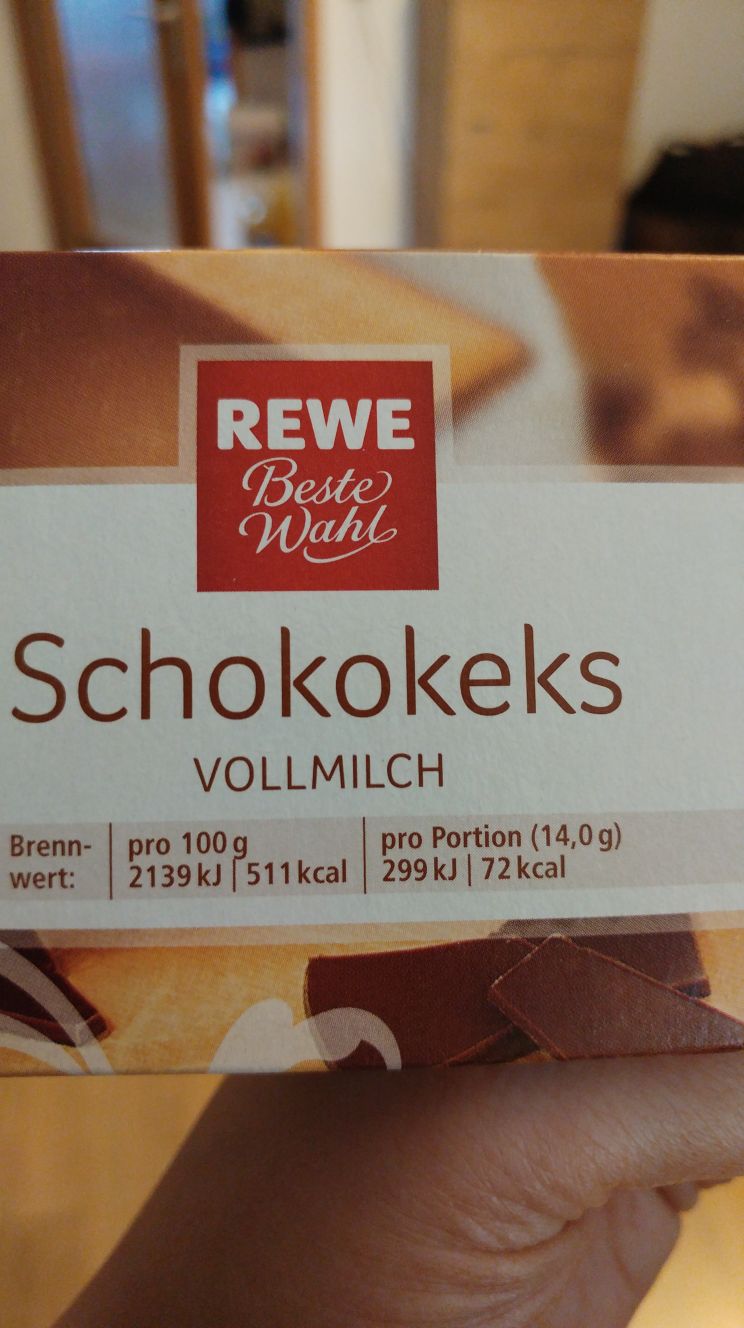 REWE
Beste
Wahl
Schokokeks
VOLLMILCH
Brenn-
wert:
pro 100 g
2139 kJ | 511 kcal
pro Portion (14,0 g)
299 kJ | 72 kcal